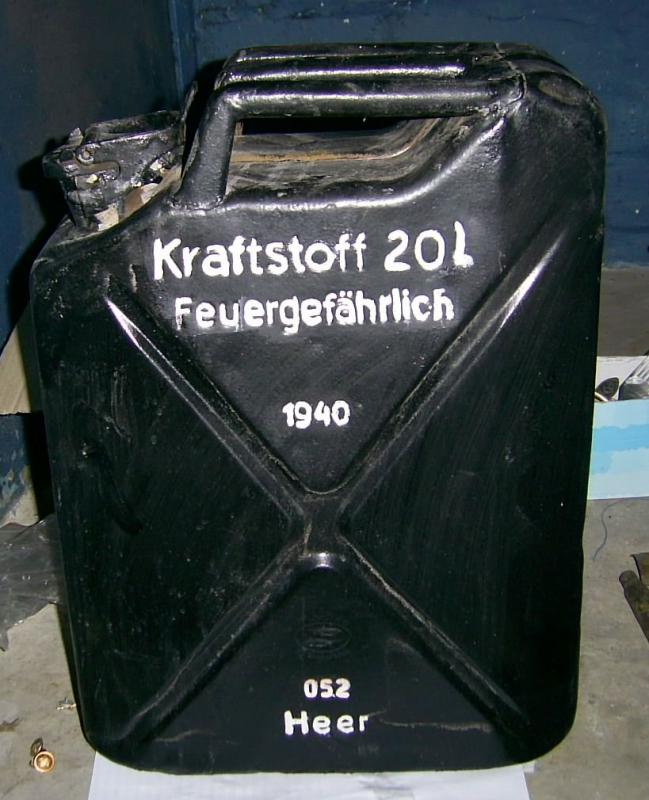 Kraftstoff 20L
Feuergefährlich
1940
052
Heer